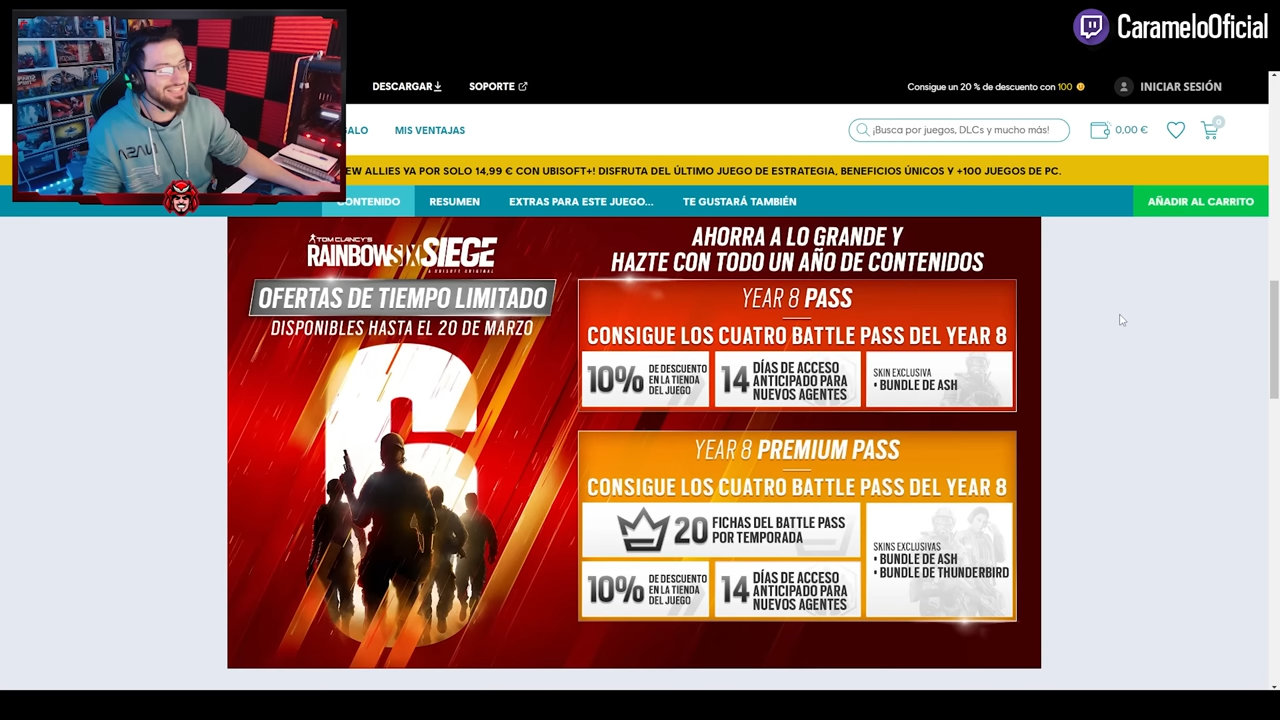 CarameloOficial
DESCARGAR
SOPORTE
Consigue un 20 % de descuento con 100
INICIAR SESIÓN
MIS VENTAJAS
¡Busca por juegos, DLCs y mucho más!
0,00 €
0
ALLIES YA POR SOLO 14,99 € CON UBISOFT+! DISFRUTA DEL ÚLTIMO JUEGO DE ESTRATEGIA, BENEFICIOS ÚNICOS Y +100 JUEGOS DE PC.
CONTENIDO
RESUMEN
EXTRAS PARA ESTE JUEGO...
TE GUSTARÁ TAMBIÉN
AÑADIR AL CARRITO
TOM CLANCY'S
RAINBOWSIX SIEGE
A UBISOFT ORIGINAL
OFERTAS DE TIEMPO LIMITADO
DISPONIBLES HASTA EL 20 DE MARZO
6
AHORRA A LO GRANDE Y
HAZTE CON TODO UN AÑO DE CONTENIDOS
YEAR 8 PASS
CONSIGUE LOS CUATRO BATTLE PASS DEL YEAR 8
10% DE DESCUENTO
EN LA TIENDA
DEL JUEGO
14 DÍAS DE ACCESO
ANTICIPADO PARA
NUEVOS AGENTES
SKIN EXCLUSIVA
• BUNDLE DE ASH
YEAR 8 PREMIUM PASS
CONSIGUE LOS CUATRO BATTLE PASS DEL YEAR 8
20 FICHAS DEL BATTLE PASS
POR TEMPORADA
10% DE DESCUENTO
EN LA TIENDA
DEL JUEGO
14 DÍAS DE ACCESO
ANTICIPADO PARA
NUEVOS AGENTES
SKINS EXCLUSIVAS
• BUNDLE DE ASH
• BUNDLE DE THUNDERBIRD